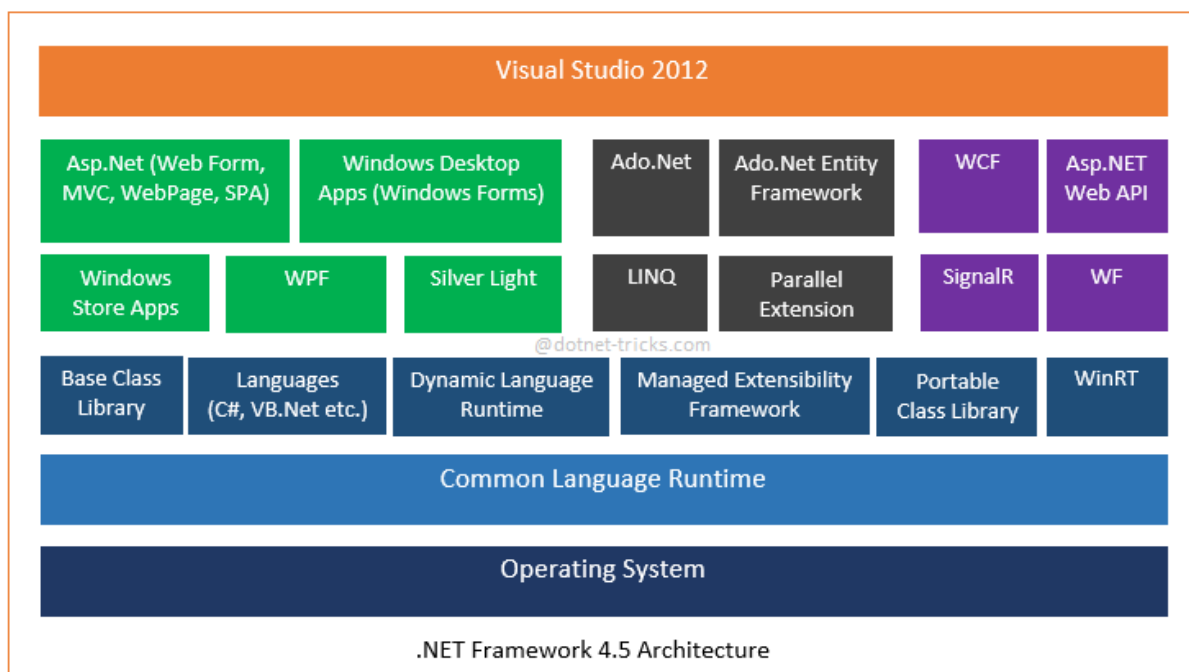 Visual Studio 2012
Asp.Net (Web Form,
MVC, WebPage, SPA)
Windows Desktop
Apps (Windows Forms)
Ado.Net
Ado.Net Entity
Framework
WCF
Asp.NET
Web API
Windows
Store Apps
WPF
Silver Light
LINQ
Parallel
Extension
SignalR
WF
@dotnet-tricks.com
Base Class
Library
Languages
(C#, VB.Net etc.)
Dynamic Language
Runtime
Managed Extensibility
Framework
Portable
Class Library
WinRT
Common Language Runtime
Operating System
.NET Framework 4.5 Architecture